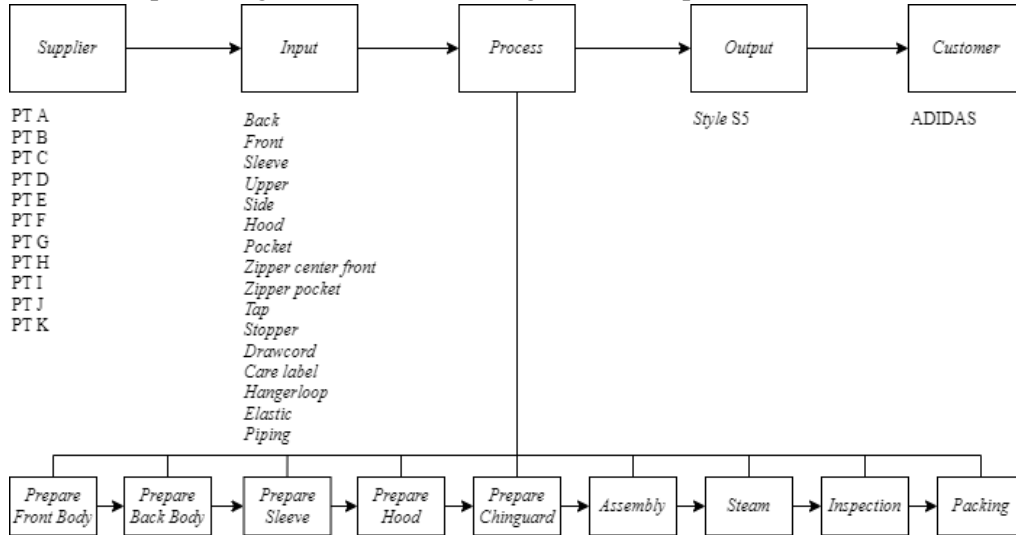 Supplier
Input
Process
Output
Customer
PT A
PT B
PT C
PT D
PT E
PT F
PT G
PT H
PT I
PT J
PT K
Back
Front
Sleeve
Upper
Side
Hood
Pocket
Zipper center front
Zipper pocket
Tap
Stopper
Drawcord
Care label
Hangerloop
Elastic
Piping
Style S5
ADIDAS
Prepare
Front Body
Prepare
Back Body
Prepare
Sleeve
Prepare
Hood
Prepare
Chinguard
Assembly
Steam
Inspection
Packing